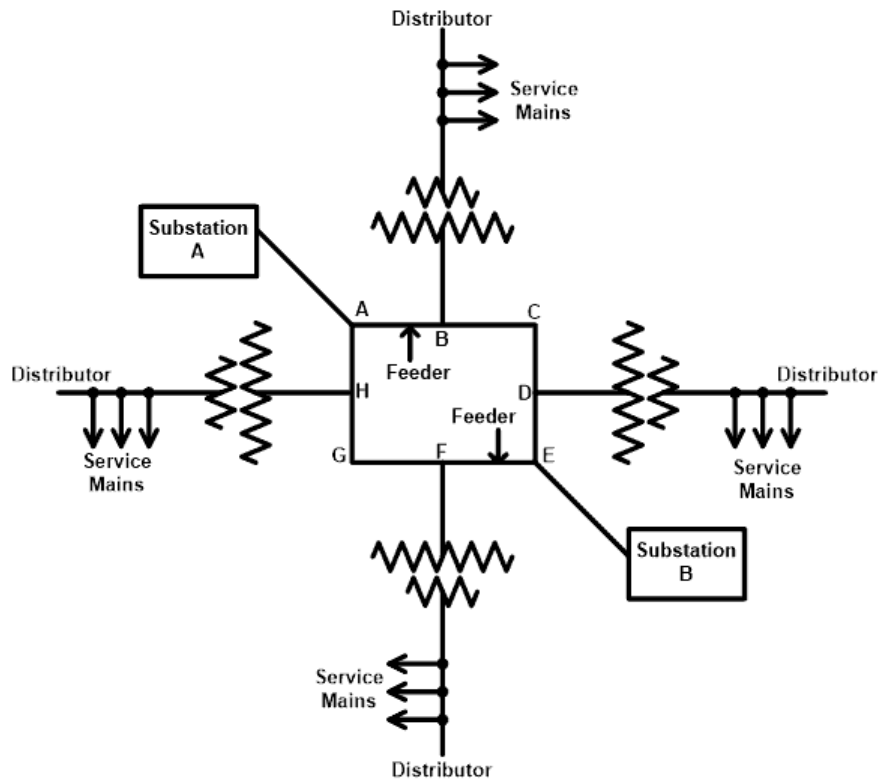 Distributor
Service
Mains
Substation
A
A
B
C
Feeder
Distributor
H
D
Distributor
Feeder
Service
Mains
G
F
E
Service
Mains
Substation
B
Service
Mains
Distributor